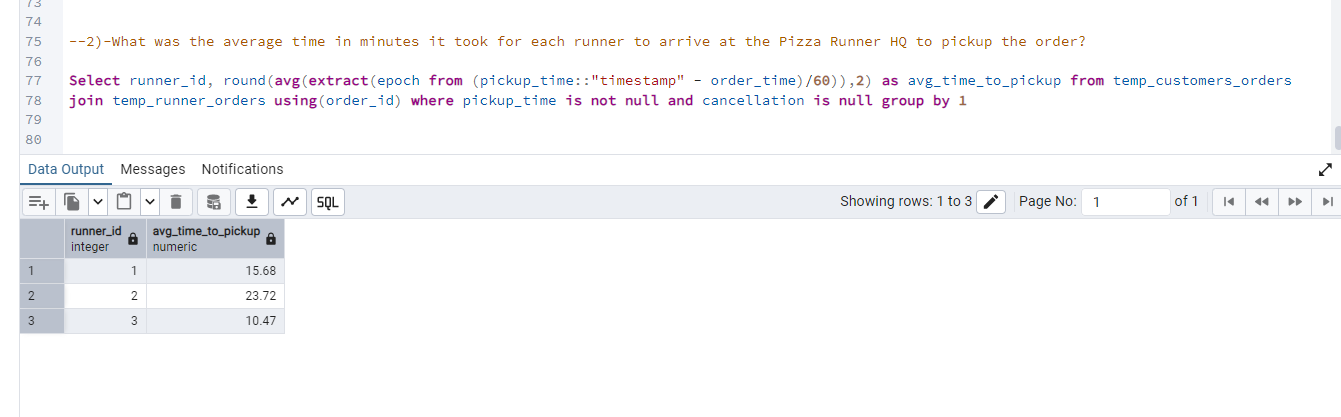 73
74
75 --2)-What was the average time in minutes it took for each runner to arrive at the Pizza Runner HQ to pickup the order?
76
77 Select runner_id, round(avg(extract(epoch from (pickup_time::"timestamp" - order_time)/60)),2) as avg_time_to_pickup from temp_customers_orders
78 join temp_runner_orders using(order_id) where pickup_time is not null and cancellation is null group by 1
79
80
Data Output Messages Notifications
SQL Showing rows: 1 to 3 Page No: 1 of 1
runner_id avg_time_to_pickup
integer numeric
1 1 15.68
2 2 23.72
3 3 10.47